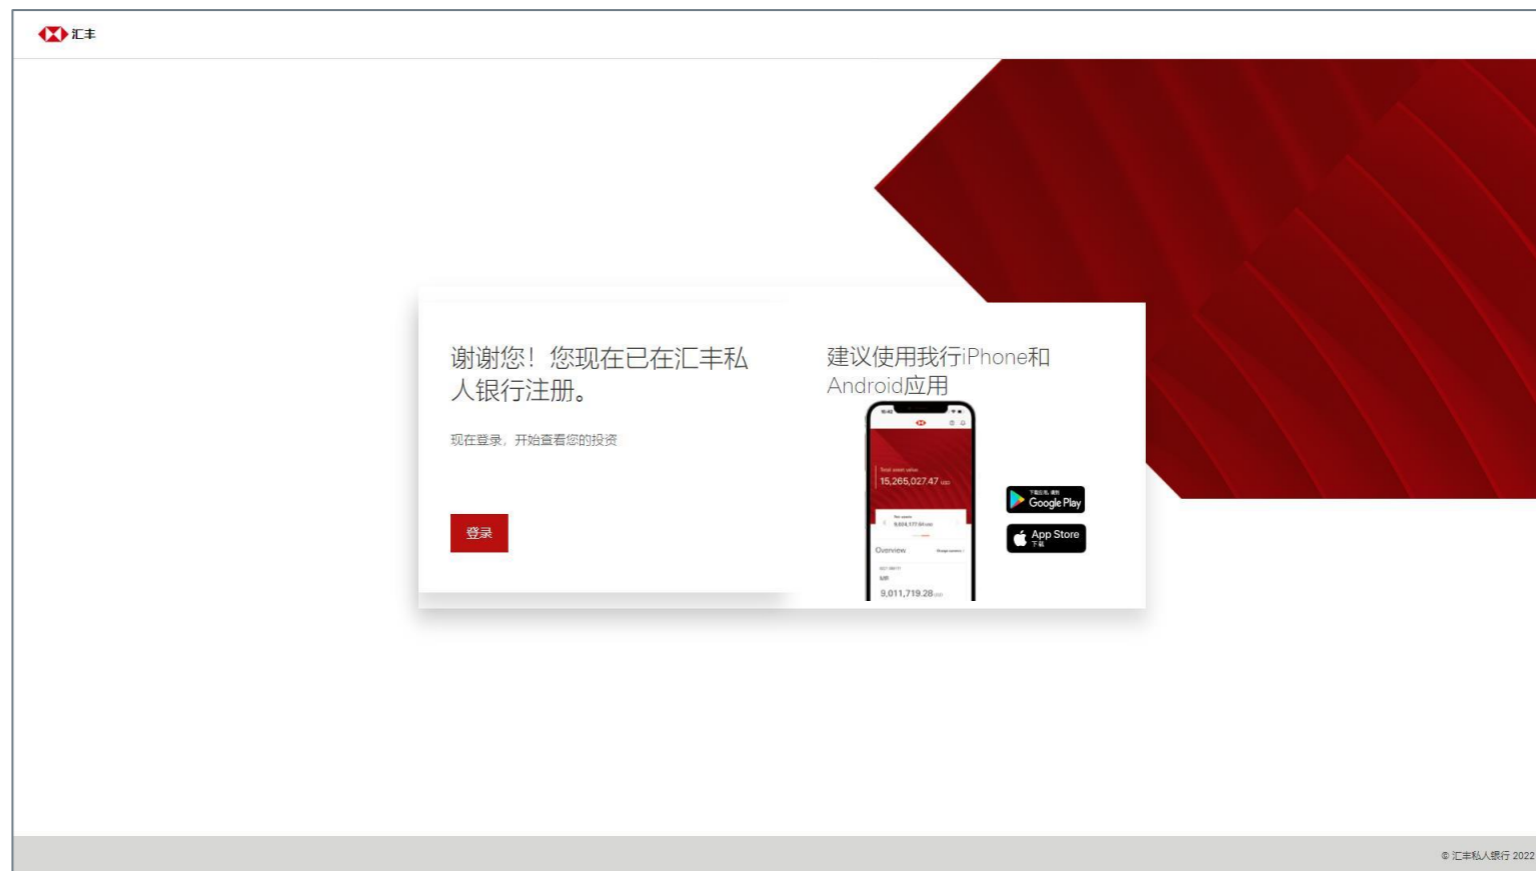 汇丰
谢谢您！您现在已在汇丰私
人银行注册。
现在登录，开始查看您的投资
登录
建议使用我行iPhone和
Android应用
Total asset value
15,265,027.47 USD
Overview
9,011,719.28
Google Play
App Store
下载
© 汇丰私人银行 2022